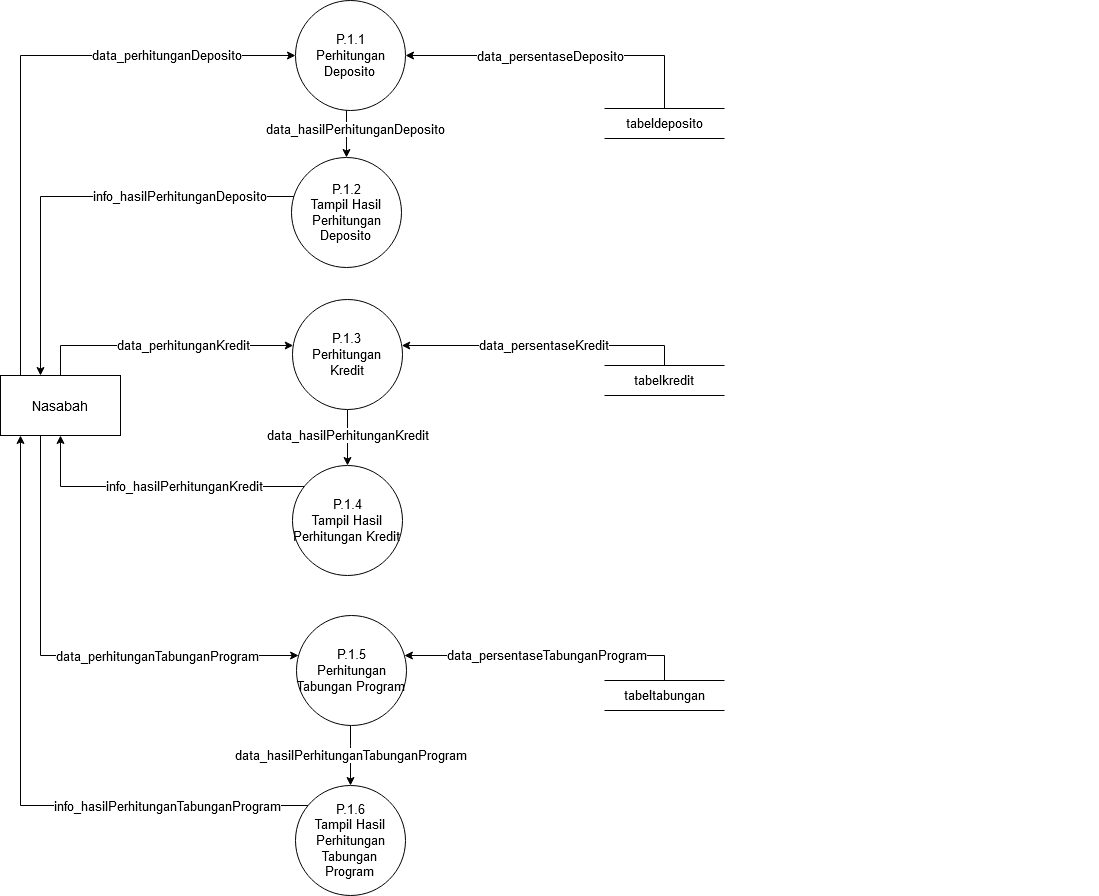 P.1.1
Perhitungan
Deposito
data_perhitunganDeposito
data_persentaseDeposito
tabeldeposito
data_hasilPerhitunganDeposito
P.1.2
Tampil Hasil
Perhitungan
Deposito
info_hasilPerhitunganDeposito
P.1.3
Perhitungan
Kredit
data_perhitunganKredit
data_persentaseKredit
tabelkredit
Nasabah
data_hasilPerhitunganKredit
info_hasilPerhitunganKredit
P.1.4
Tampil Hasil
Perhitungan Kredit
P.1.5
Perhitungan
Tabungan Program
data_perhitunganTabunganProgram
data_persentaseTabunganProgram
tabeltabungan
data_hasilPerhitunganTabunganProgram
info_hasilPerhitunganTabunganProgram
P.1.6
Tampil Hasil
Perhitungan
Tabungan
Program